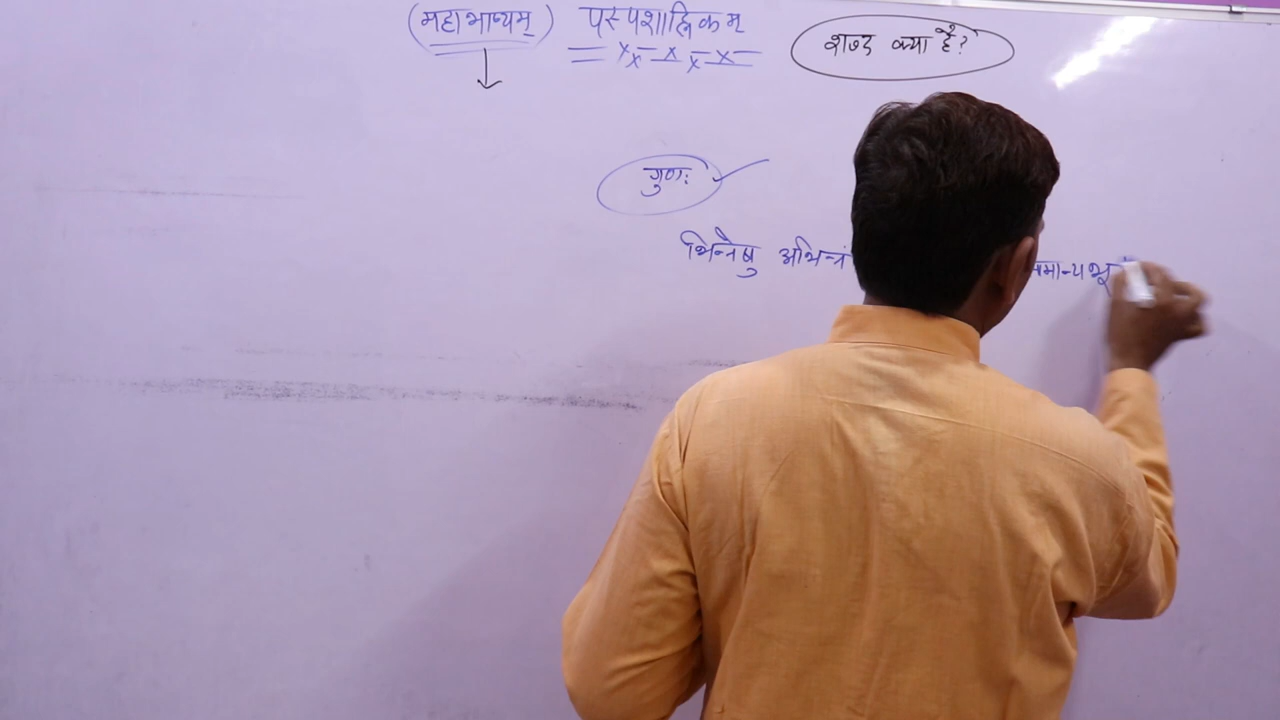 (महाभाष्यम्) पस्पशाह्निकम् शब्द क्या है?
गुणः
भिन्नेषु अभिन्नं